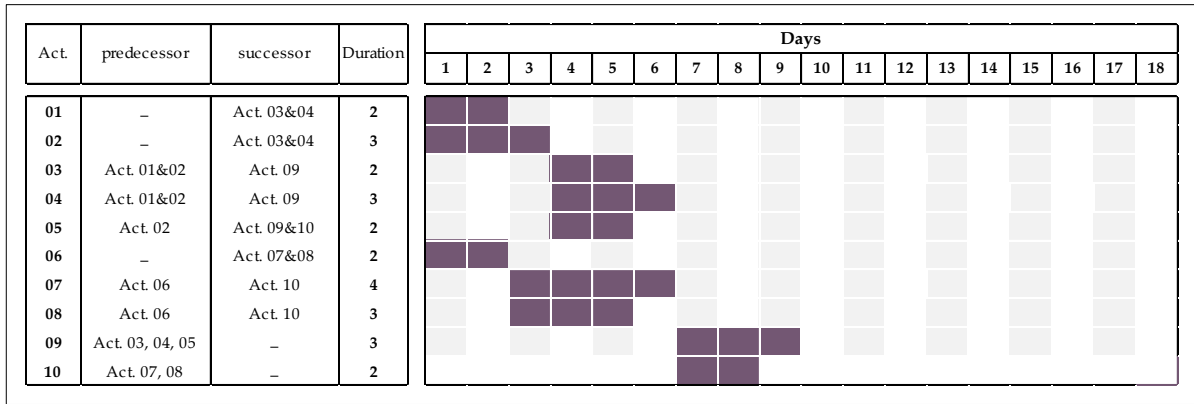 Act. predecessor successor Duration Days
1 2 3 4 5 6 7 8 9 10 11 12 13 14 15 16 17 18
01 – Act. 03&04 2
02 – Act. 03&04 3
03 Act. 01&02 Act. 09 2
04 Act. 01&02 Act. 09 3
05 Act. 02 Act. 09&10 2
06 – Act. 07&08 2
07 Act. 06 Act. 10 4
08 Act. 06 Act. 10 3
09 Act. 03, 04, 05 – 3
10 Act. 07, 08 – 2